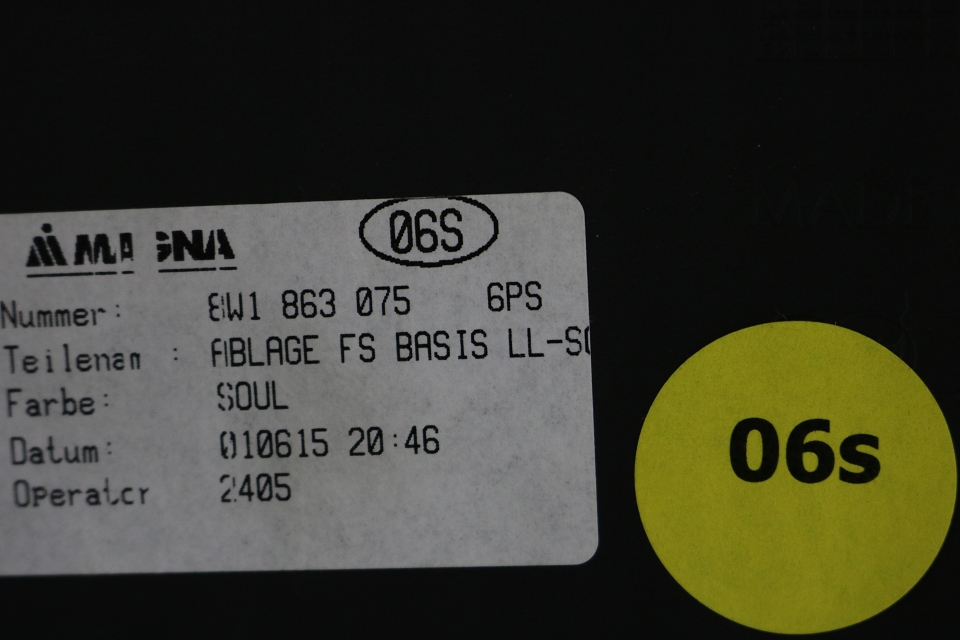 MAGNA 06S
Nummer: 8W1 863 075 6PS
Teilenam : ABLAGE FS BASIS LL-SO
Farbe: SOUL
Datum: 010615 20:46
Operator 2405
06s